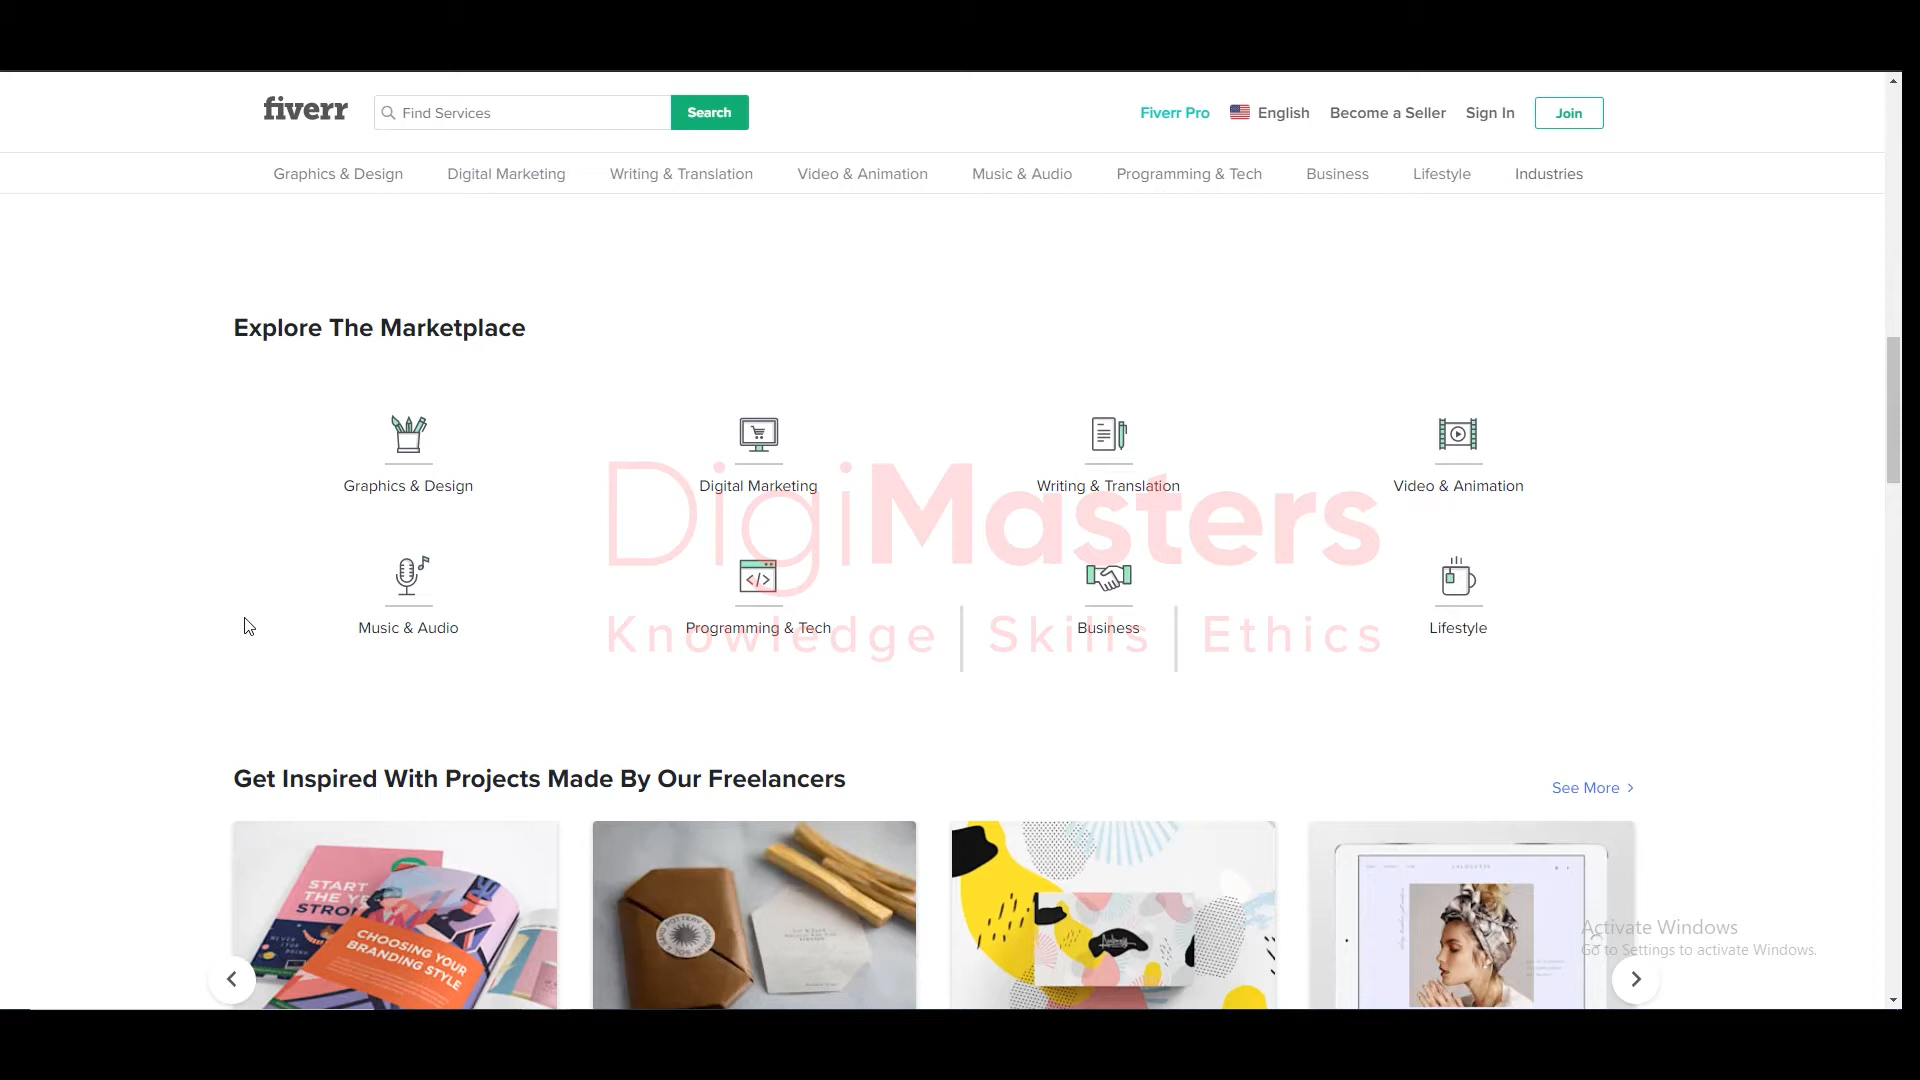 fiverr
Find Services
Search
Fiverr Pro
English
Become a Seller
Sign In
Join
Graphics & Design
Digital Marketing
Writing & Translation
Video & Animation
Music & Audio
Programming & Tech
Business
Lifestyle
Industries
Explore The Marketplace
Graphics & Design
Digital Marketing
Writing & Translation
Video & Animation
DigiMasters
Music & Audio
Programming & Tech
Business
Lifestyle
Knowledge | Skills | Ethics
Get Inspired With Projects Made By Our Freelancers
See More
START
THE YE
STRO
CHOOSING YOUR
BRANDING STYLE
Activate Windows
Go to Settings to activate Windows.